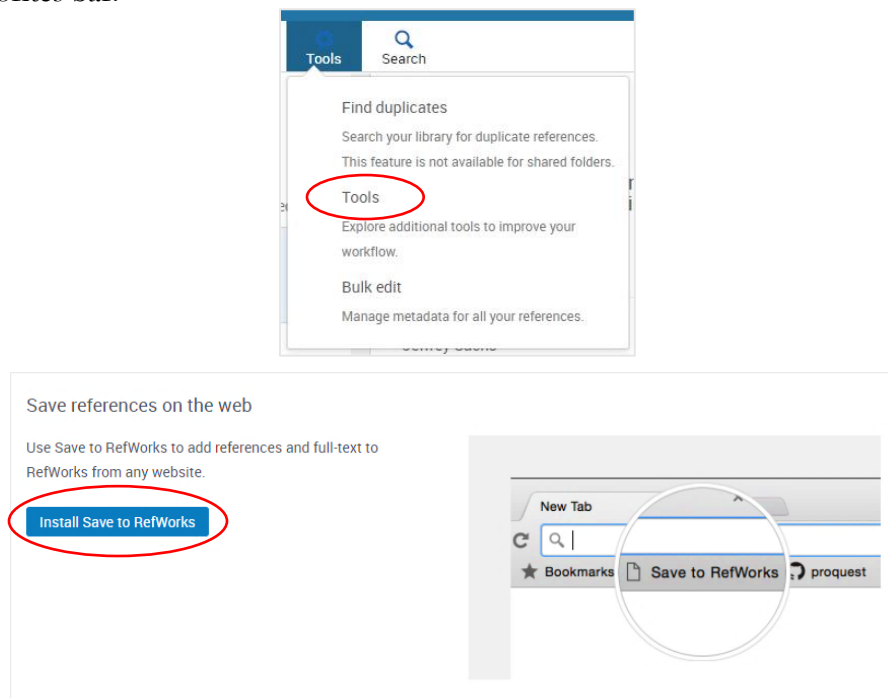 Tools
Search
Find duplicates
Search your library for duplicate references.
This feature is not available for shared folders.
Tools
Explore additional tools to improve your
workflow.
Bulk edit
Manage metadata for all your references.
Save references on the web
Use Save to RefWorks to add references and full-text to
RefWorks from any website.
Install Save to RefWorks
New Tab
Bookmarks
Save to RefWorks
proquest